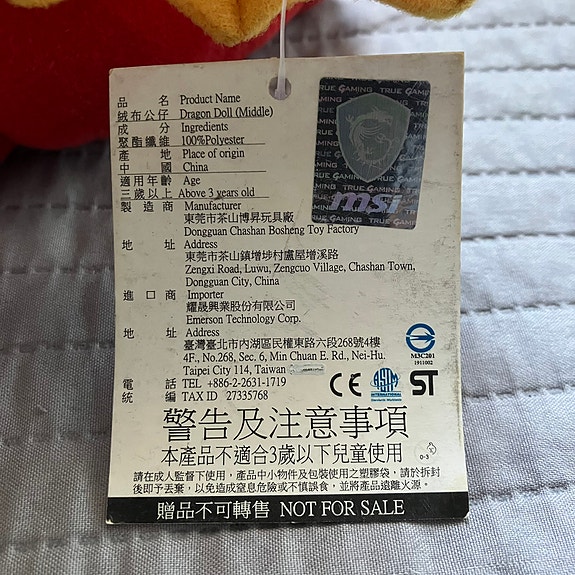 品 名 Product Name
絨布公仔 Dragon Doll (Middle)
成 分 Ingredients
聚酯纖維 100%Polyester
產 地 Place of origin
中 國 China
適用年齡 Age
三歲以上 Above 3 years old
製造商 Manufacturer
東莞市茶山博昇玩具廠
Dongguan Chashan Bosheng Toy Factory
地 址 Address
東莞市茶山鎮增埗村盧屋增溪路
Zengxi Road, Luwu, Zengcuo Village, Chashan Town,
Dongguan City, China
進口商 Importer
耀晟興業股份有限公司
Emerson Technology Corp.
地 址 Address
臺灣臺北市內湖區民權東路六段268號4樓
4F., No.268, Sec. 6, Min Chuan E. Rd., Nei-Hu.
Taipei City 114, Taiwan
電 話 TEL +886-2-2631-1719
統 編 TAX ID 27335768
TRUE GAMING
msi
M3C201
1911002
CE
ASTM
INTERNATIONAL
Standards Worldwide
ST
警告及注意事項
本產品不適合3歲以下兒童使用
0-3
請在成人監督下使用，產品中小物件及包裝使用之塑膠袋，請於拆封
後即予丟棄，以免造成窒息危險或不慎誤食，並將產品遠離火源。
贈品不可轉售 NOT FOR SALE